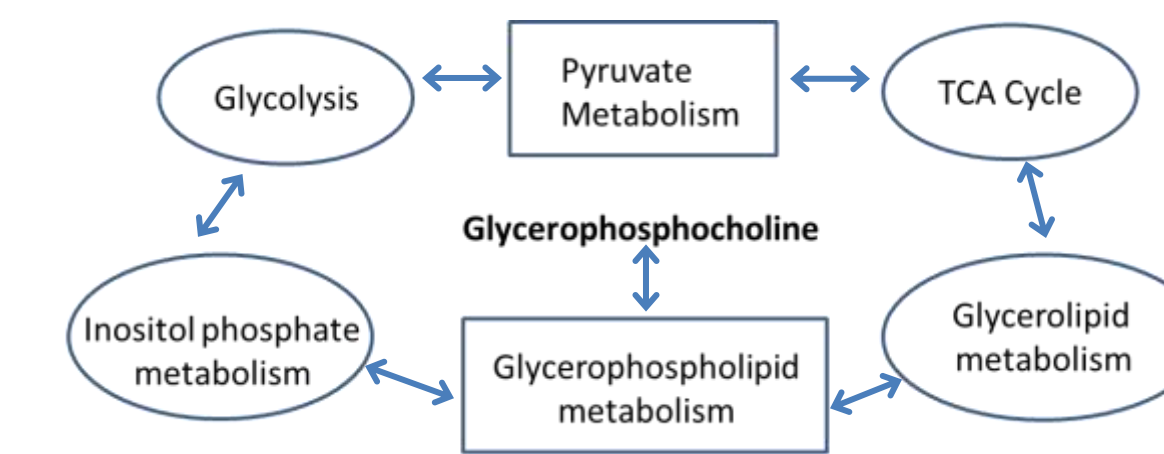 Glycolysis
Pyruvate
Metabolism
TCA Cycle
Glycerophosphocholine
Inositol phosphate
metabolism
Glycerophospholipid
metabolism
Glycerolipid
metabolism